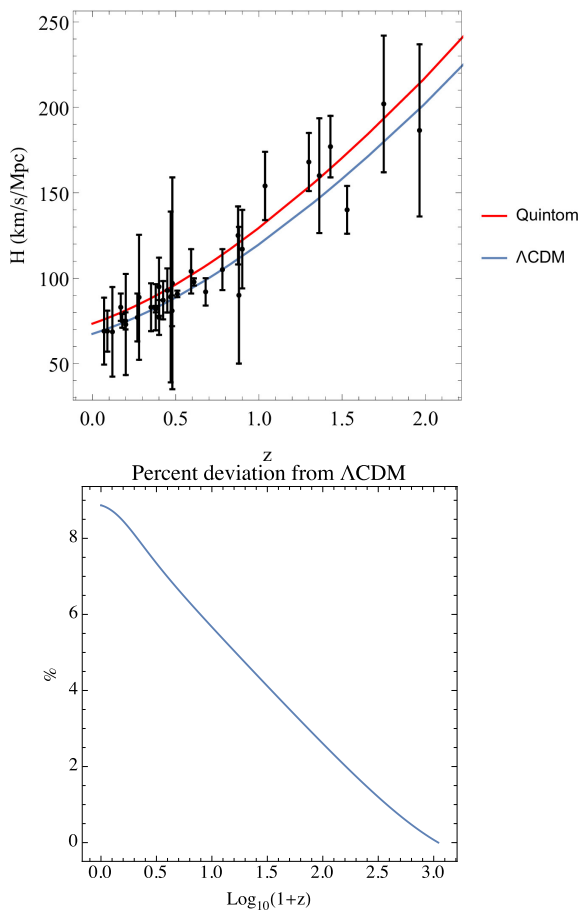 250
200
150
100
50
H (km/s/Mpc)
0.0 0.5 1.0 1.5 2.0
z
Quintom
ΛCDM
Percent deviation from ΛCDM
8
6
4
2
0
%
0.0 0.5 1.0 1.5 2.0 2.5 3.0
Log10(1+z)